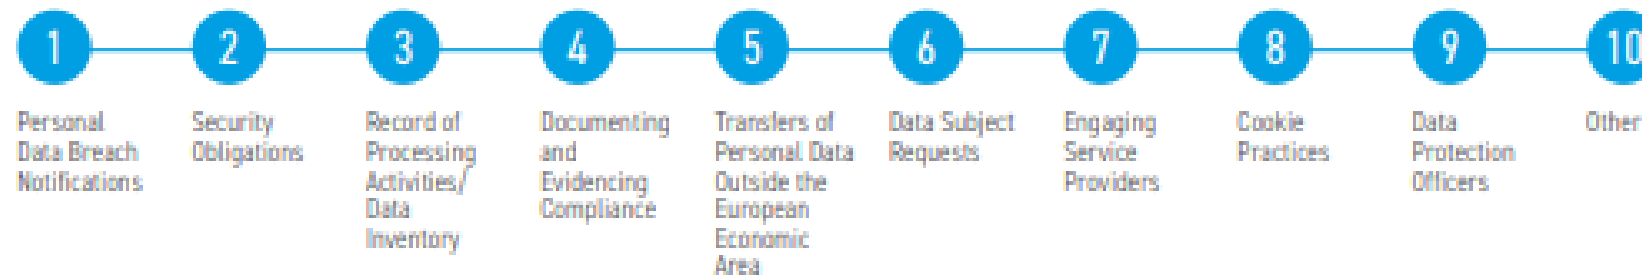 1
2
3
4
5
6
7
8
9
10
Personal
Data Breach
Notifications
Security
Obligations
Record of
Processing
Activities/
Data
Inventory
Documenting
and
Evidencing
Compliance
Transfers of
Personal Data
Outside the
European
Economic
Area
Data Subject
Requests
Engaging
Service
Providers
Cookie
Practices
Data
Protection
Officers
Other